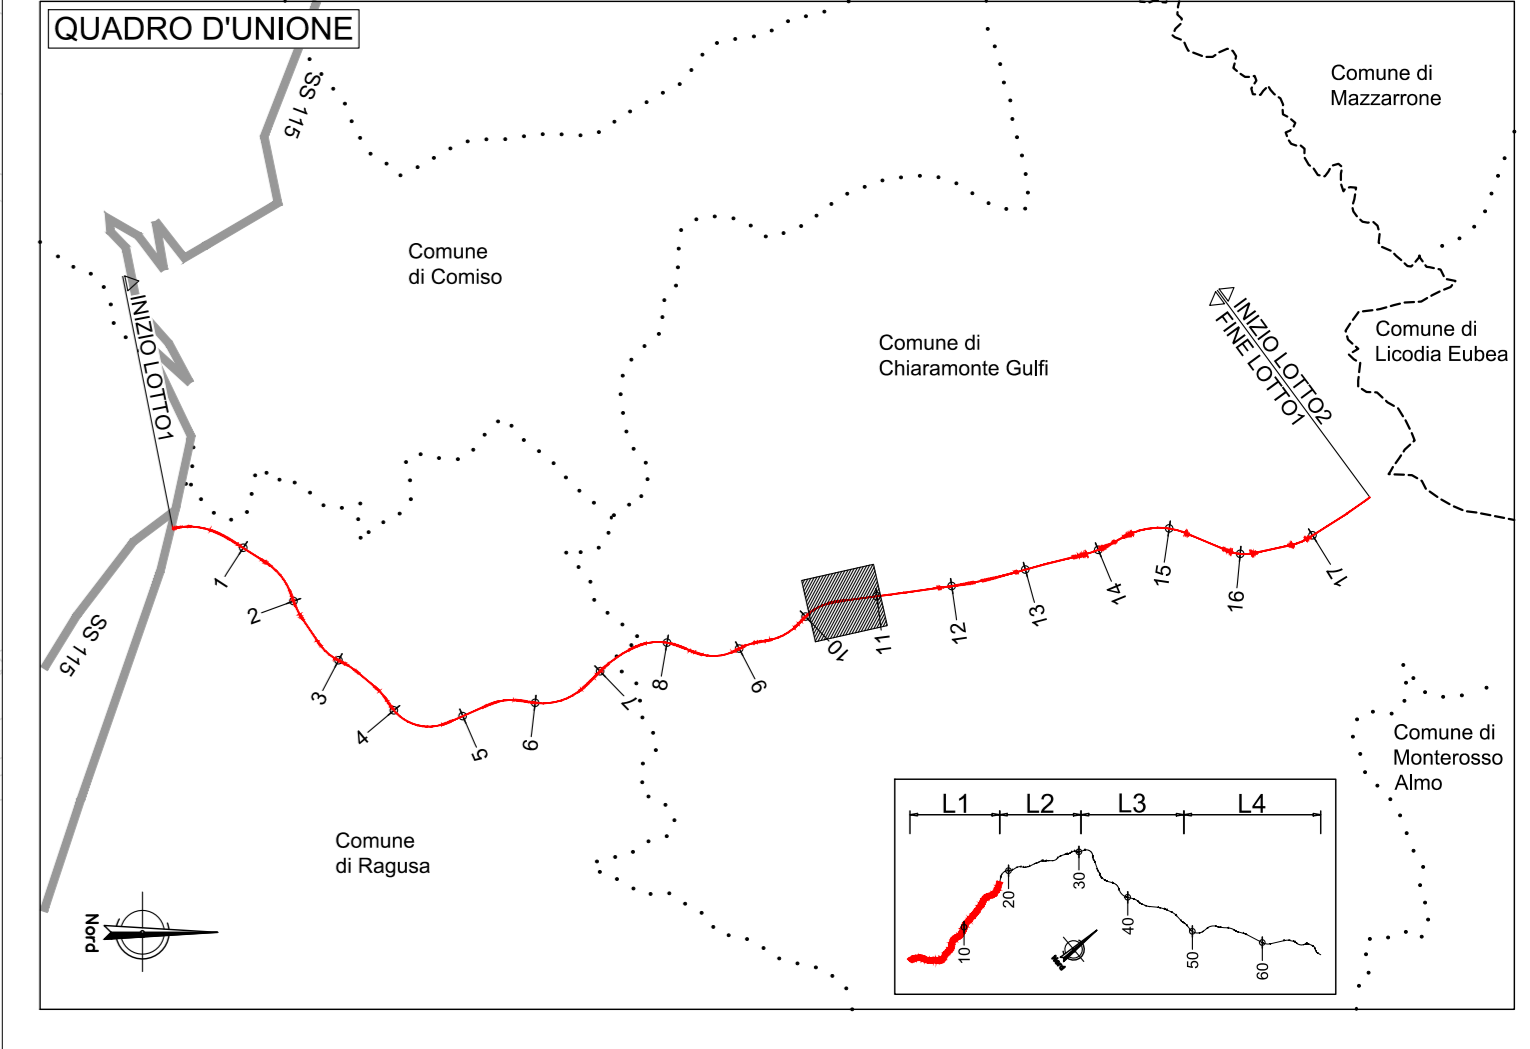 QUADRO D'UNIONE
SS 115
Comune di
Mazzarrone
Comune
di Comiso
INIZIO LOTTO1
Comune di
Chiaramonte Gulfi
INIZIO LOTTO2
FINE LOTTO1
Comune di
Licodia Eubea
1
2
3
4
5
6
7
8
9
10
11
12
13
14
15
16
17
SS 115
Comune di
Monterosso
Almo
Comune
di Ragusa
Nord
L1 L2 L3 L4
10
20
30
40
50
60
Nord